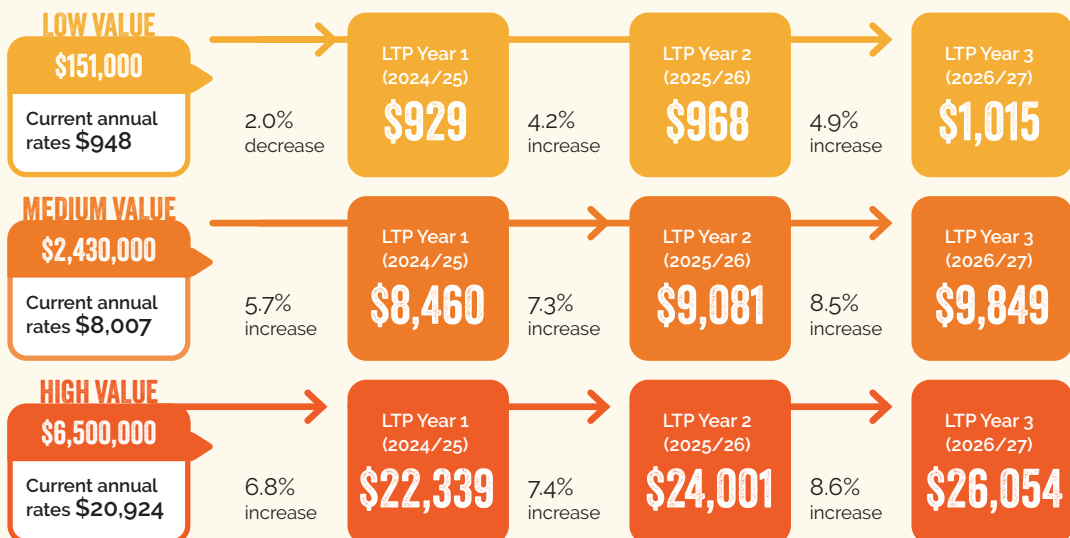 LOW VALUE
$151,000
Current annual
rates $948
2.0%
decrease
LTP Year 1
(2024/25)
$929
4.2%
increase
LTP Year 2
(2025/26)
$968
4.9%
increase
LTP Year 3
(2026/27)
$1,015
MEDIUM VALUE
$2,430,000
Current annual
rates $8,007
5.7%
increase
LTP Year 1
(2024/25)
$8,460
7.3%
increase
LTP Year 2
(2025/26)
$9,081
8.5%
increase
LTP Year 3
(2026/27)
$9,849
HIGH VALUE
$6,500,000
Current annual
rates $20,924
6.8%
increase
LTP Year 1
(2024/25)
$22,339
7.4%
increase
LTP Year 2
(2025/26)
$24,001
8.6%
increase
LTP Year 3
(2026/27)
$26,054